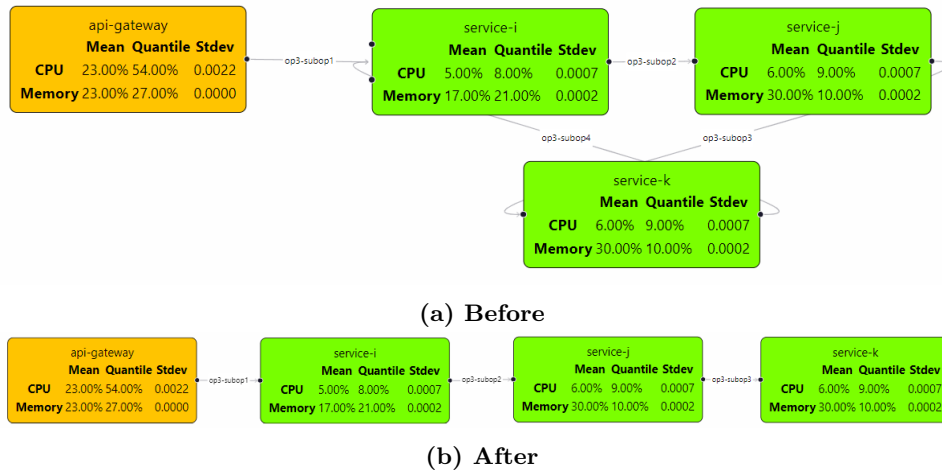 api-gateway
Mean Quantile Stdev
CPU 23.00% 54.00% 0.0022
Memory 23.00% 27.00% 0.0000
op3-subop1
service-i
Mean Quantile Stdev
CPU 5.00% 8.00% 0.0007
Memory 17.00% 21.00% 0.0002
op3-subop2
service-j
Mean Quantile Stdev
CPU 6.00% 9.00% 0.0007
Memory 30.00% 10.00% 0.0002
op3-subop4
op3-subop3
service-k
Mean Quantile Stdev
CPU 6.00% 9.00% 0.0007
Memory 30.00% 10.00% 0.0002
(a) Before
api-gateway
Mean Quantile Stdev
CPU 23.00% 54.00% 0.0022
Memory 23.00% 27.00% 0.0000
op3-subop1
service-i
Mean Quantile Stdev
CPU 5.00% 8.00% 0.0007
Memory 17.00% 21.00% 0.0002
op3-subop2
service-j
Mean Quantile Stdev
CPU 6.00% 9.00% 0.0007
Memory 30.00% 10.00% 0.0002
op3-subop3
service-k
Mean Quantile Stdev
CPU 6.00% 9.00% 0.0007
Memory 30.00% 10.00% 0.0002
(b) After